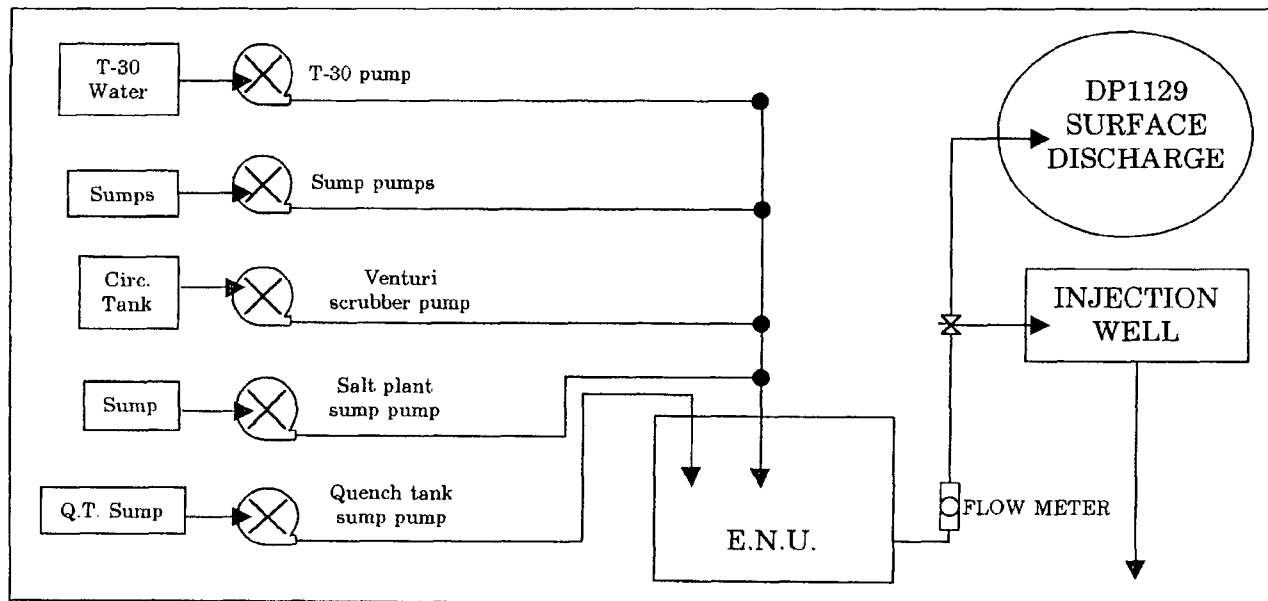 T-30
Water
T-30 pump
Sumps
Sump pumps
Circ.
Tank
Venturi
scrubber pump
Sump
Salt plant
sump pump
Q.T. Sump
Quench tank
sump pump
E.N.U.
FLOW METER
DP1129
SURFACE
DISCHARGE
INJECTION
WELL